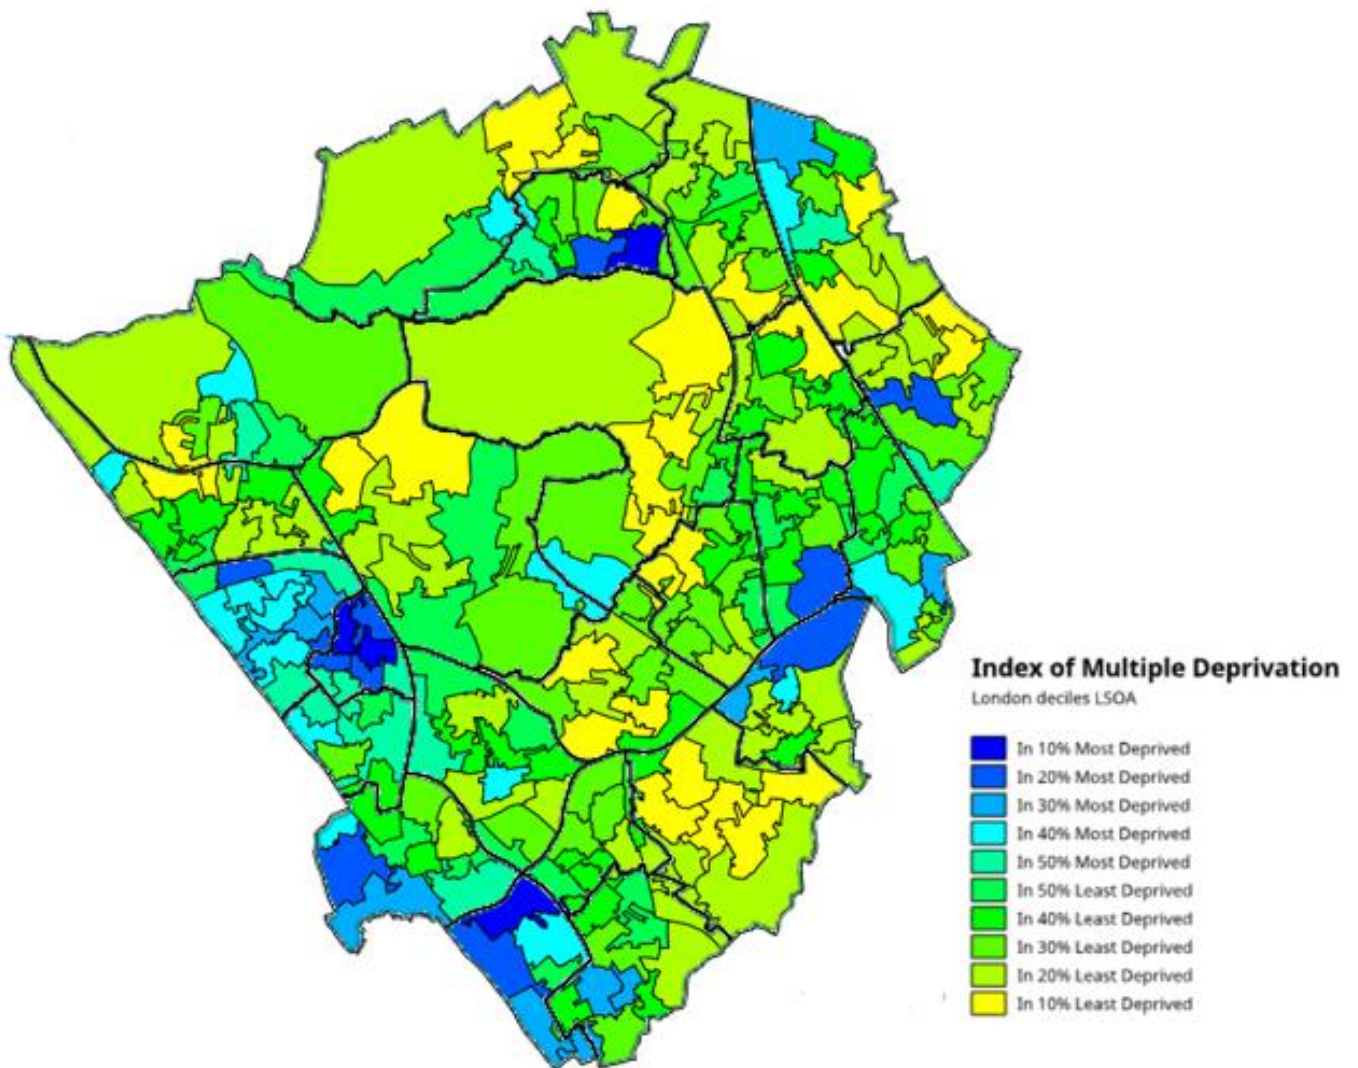 Index of Multiple Deprivation
London deciles LSOA
In 10% Most Deprived
In 20% Most Deprived
In 30% Most Deprived
In 40% Most Deprived
In 50% Most Deprived
In 50% Least Deprived
In 40% Least Deprived
In 30% Least Deprived
In 20% Least Deprived
In 10% Least Deprived